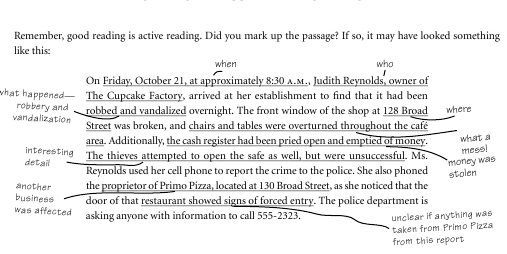 Remember, good reading is active reading. Did you mark up the passage? If so, it may have looked something
like this:
when
who
On Friday, October 21, at approximately 8:30 A.M., Judith Reynolds, owner of
The Cupcake Factory, arrived at her establishment to find that it had been
robbed and vandalized overnight. The front window of the shop at 128 Broad
Street was broken, and chairs and tables were overturned throughout the café
area. Additionally, the cash register had been pried open and emptied of money.
The thieves attempted to open the safe as well, but were unsuccessful. Ms.
Reynolds used her cell phone to report the crime to the police. She also phoned
the proprietor of Primo Pizza, located at 130 Broad Street, as she noticed that the
door of that restaurant showed signs of forced entry. The police department is
asking anyone with information to call 555-2323.
what happened—
robbery and
vandalization
interesting
detail
another
business
was affected
where
what a
mess!
money was
stolen
unclear if anything was
taken from Primo Pizza
from this report